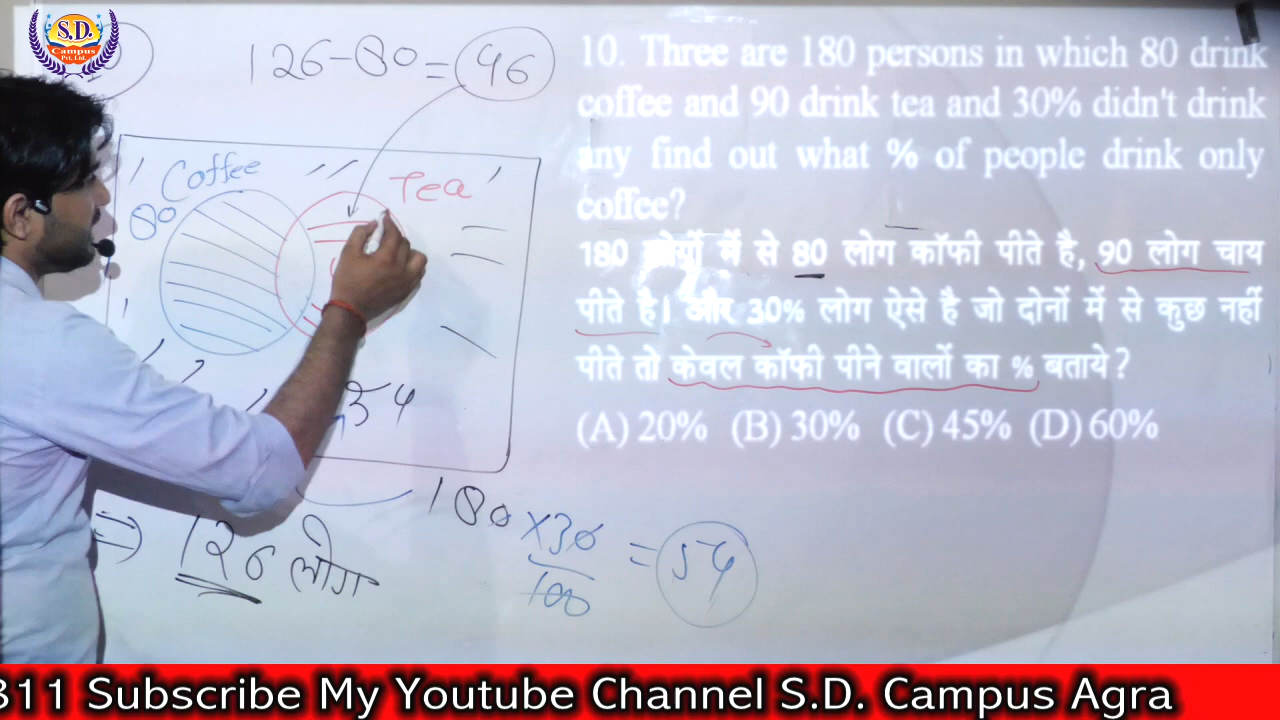 S.D.
Campus
Pvt. Ltd.
126-80=46
Coffee
Tea
80
54
180 ×30 = 54
100
⇒ 126 लोग
10. Three are 180 persons in which 80 drink
coffee and 90 drink tea and 30% didn't drink
any find out what % of people drink only
coffee?
180 लोगों में से 80 लोग कॉफी पीते है, 90 लोग चाय
पीते है। और 30% लोग ऐसे है जो दोनों में से कुछ नहीं
पीते तो केवल कॉफी पीने वालों का % बताये?
(A) 20% (B) 30% (C) 45% (D) 60%
811 Subscribe My Youtube Channel S.D. Campus Agra